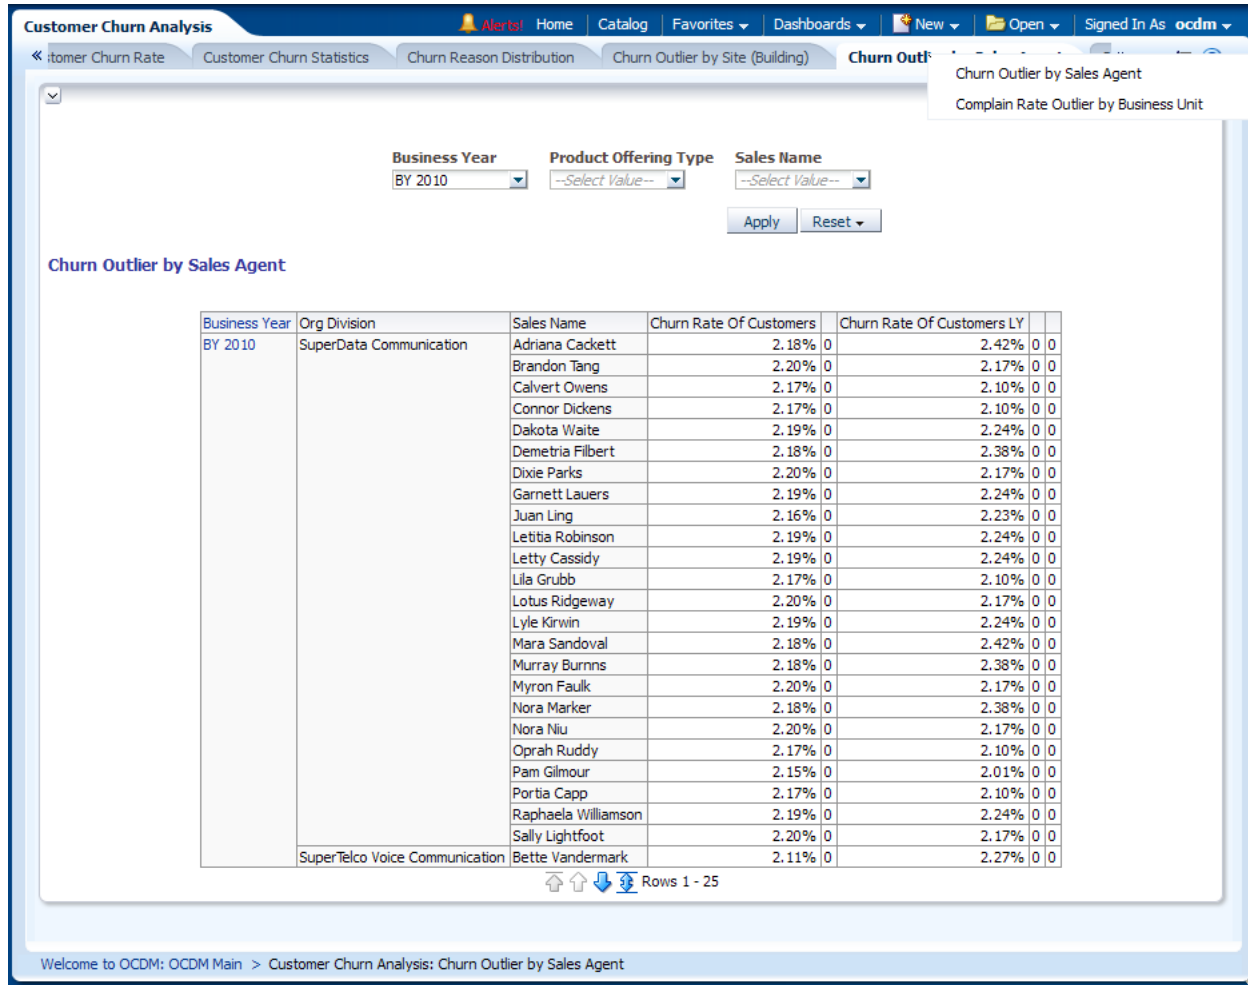 Customer Churn Analysis Alerts! Home Catalog Favorites Dashboards New Open Signed In As ocdm
« tomer Churn Rate Customer Churn Statistics Churn Reason Distribution Churn Outlier by Site (Building) Churn
Churn Outlier by Sales Agent
Complain Rate Outlier by Business Unit
Business Year Product Offering Type Sales Name
BY 2010 --Select Value-- --Select Value--
Apply Reset
Churn Outlier by Sales Agent
Business Year Org Division Sales Name Churn Rate Of Customers Churn Rate Of Customers LY
BY 2010 SuperData Communication Adriana Cackett 2.18% 0 2.42% 0 0
Brandon Tang 2.20% 0 2.17% 0 0
Calvert Owens 2.17% 0 2.10% 0 0
Connor Dickens 2.17% 0 2.10% 0 0
Dakota Waite 2.19% 0 2.24% 0 0
Demetria Filbert 2.18% 0 2.38% 0 0
Dixie Parks 2.20% 0 2.17% 0 0
Garnett Lauers 2.19% 0 2.24% 0 0
Juan Ling 2.16% 0 2.23% 0 0
Letitia Robinson 2.19% 0 2.24% 0 0
Letty Cassidy 2.19% 0 2.24% 0 0
Lila Grubb 2.17% 0 2.10% 0 0
Lotus Ridgeway 2.20% 0 2.17% 0 0
Lyle Kirwin 2.19% 0 2.24% 0 0
Mara Sandoval 2.18% 0 2.42% 0 0
Murray Burnns 2.18% 0 2.38% 0 0
Myron Faulk 2.20% 0 2.17% 0 0
Nora Marker 2.18% 0 2.38% 0 0
Nora Niu 2.20% 0 2.17% 0 0
Oprah Ruddy 2.17% 0 2.10% 0 0
Pam Gilmour 2.15% 0 2.01% 0 0
Portia Capp 2.17% 0 2.10% 0 0
Raphaela Williamson 2.19% 0 2.24% 0 0
Sally Lightfoot 2.20% 0 2.17% 0 0
SuperTelco Voice Communication Bette Vandermark 2.11% 0 2.27% 0 0
Rows 1 - 25
Welcome to OCDM: OCDM Main > Customer Churn Analysis: Churn Outlier by Sales Agent